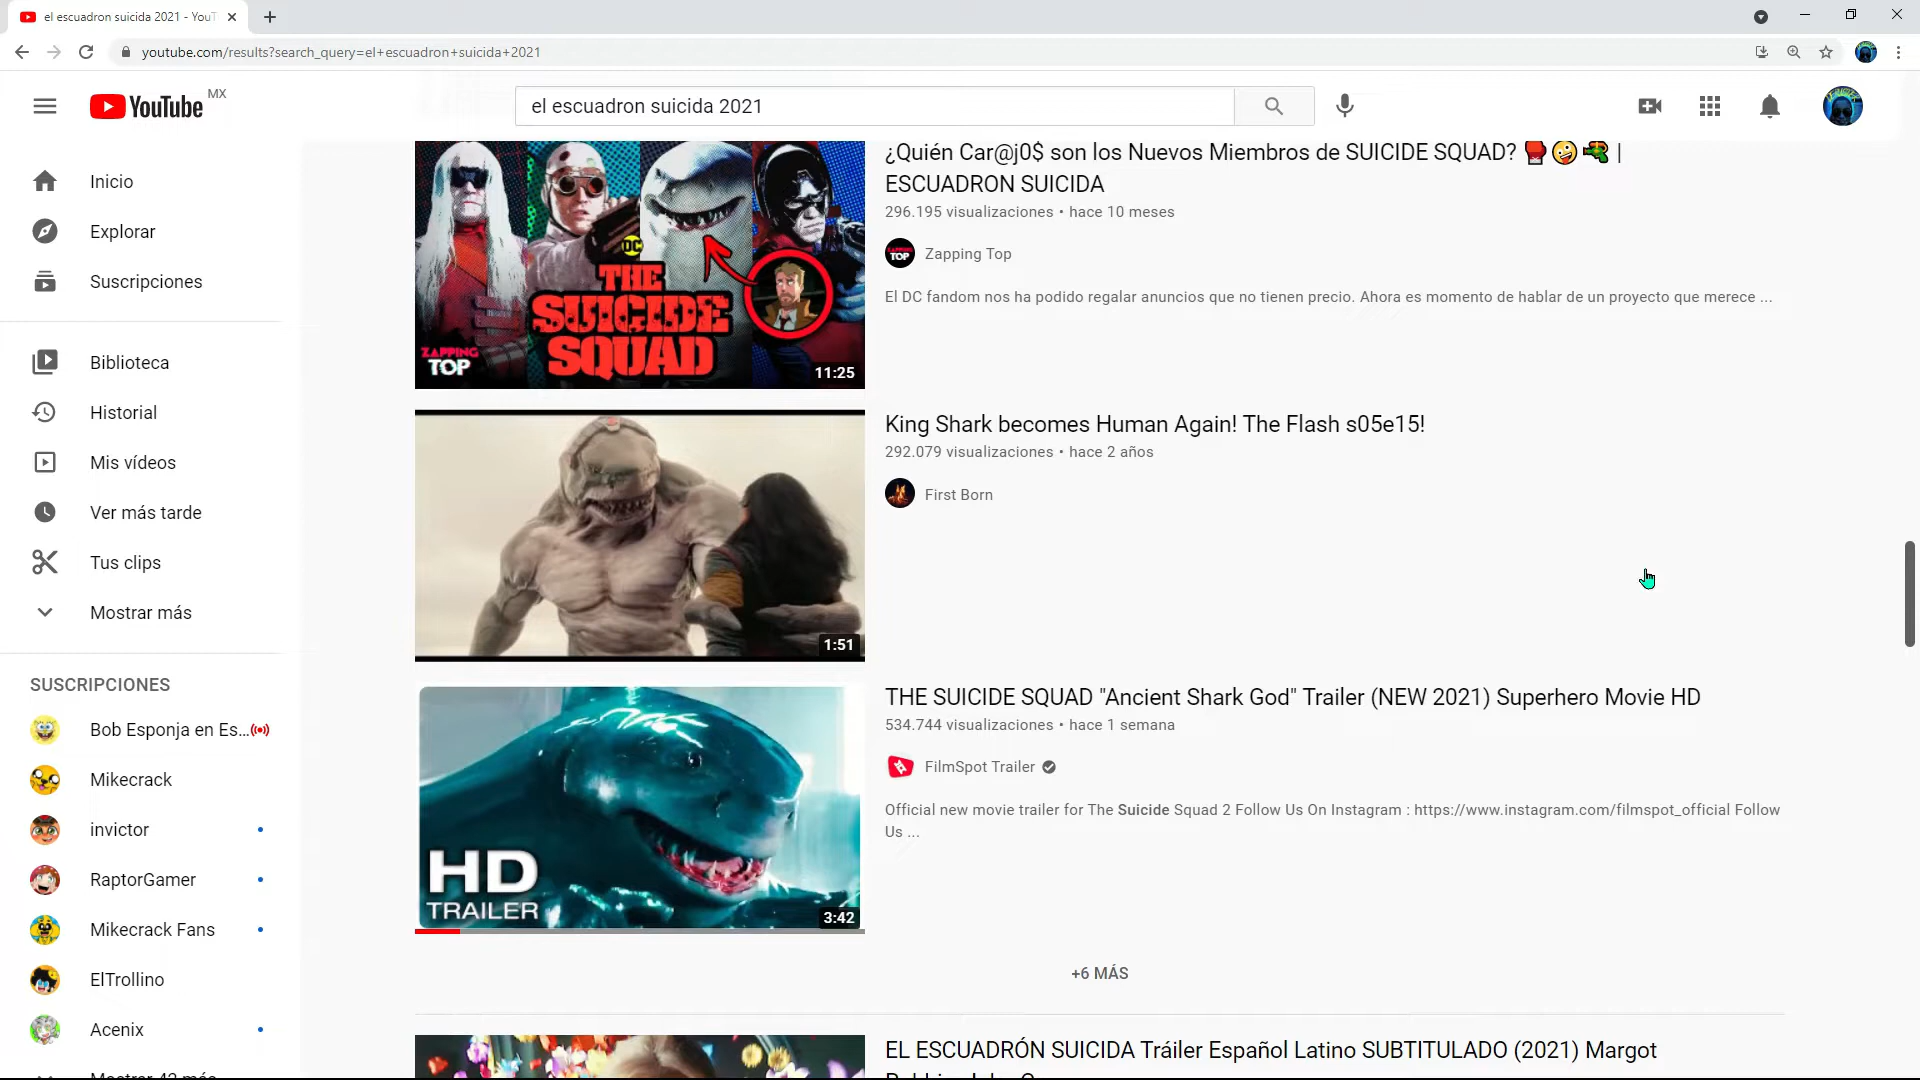 el escuadron suicida 2021 - YouT
youtube.com/results?search_query=el+escuadron+suicida+2021
YouTube MX
el escuadron suicida 2021
Inicio
Explorar
Suscripciones
Biblioteca
Historial
Mis vídeos
Ver más tarde
Tus clips
Mostrar más
SUSCRIPCIONES
Bob Esponja en Es...
Mikecrack
invictor
RaptorGamer
Mikecrack Fans
ElTrollino
Acenix
Mostrar 42 más
DC
THE
SUICIDE
SQUAD
ZAPPING
TOP
11:25
¿Quién Car@j0$ son los Nuevos Miembros de SUICIDE SQUAD? 🥊🤪🔫 |
ESCUADRON SUICIDA
296.195 visualizaciones • hace 10 meses
ZAPPING
TOP
Zapping Top
El DC fandom nos ha podido regalar anuncios que no tienen precio. Ahora es momento de hablar de un proyecto que merece ...
1:51
King Shark becomes Human Again! The Flash s05e15!
292.079 visualizaciones • hace 2 años
First Born
HD
TRAILER
3:42
THE SUICIDE SQUAD "Ancient Shark God" Trailer (NEW 2021) Superhero Movie HD
534.744 visualizaciones • hace 1 semana
FilmSpot Trailer
Official new movie trailer for The Suicide Squad 2 Follow Us On Instagram : https://www.instagram.com/filmspot_official Follow
Us ...
+6 MÁS
EL ESCUADRÓN SUICIDA Tráiler Español Latino SUBTITULADO (2021) Margot